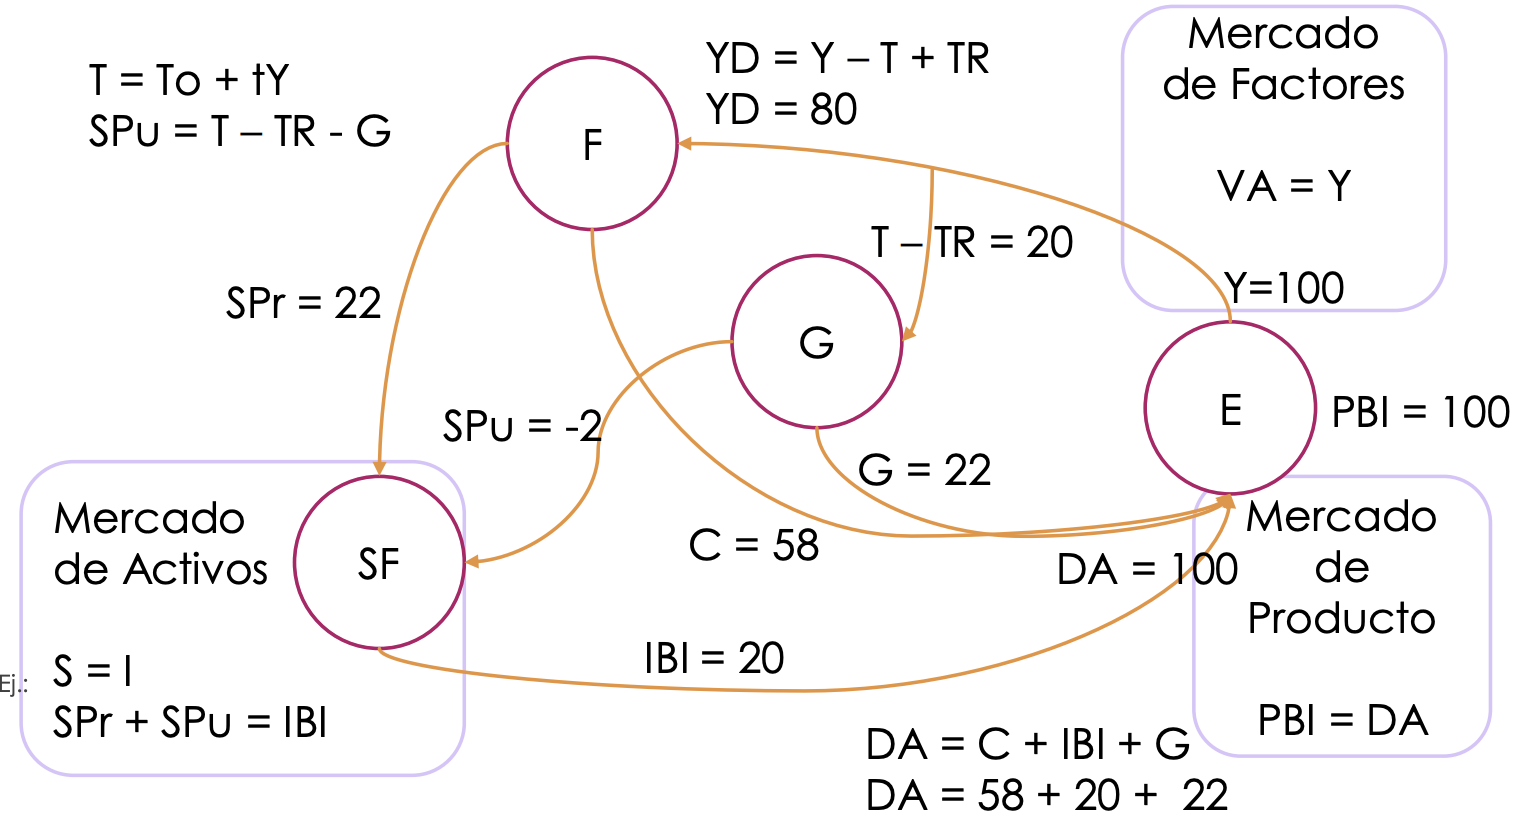 T = To + tY
SPu = T – TR - G
F
YD = Y – T + TR
YD = 80
Mercado
de Factores
VA = Y
Y=100
T – TR = 20
SPr = 22
G
SPu = -2
E
PBI = 100
G = 22
C = 58
DA = 100
Mercado
de Activos
SF
S = I
Ej.:
SPr + SPu = IBI
IBI = 20
Mercado
de
Producto
PBI = DA
DA = C + IBI + G
DA = 58 + 20 + 22